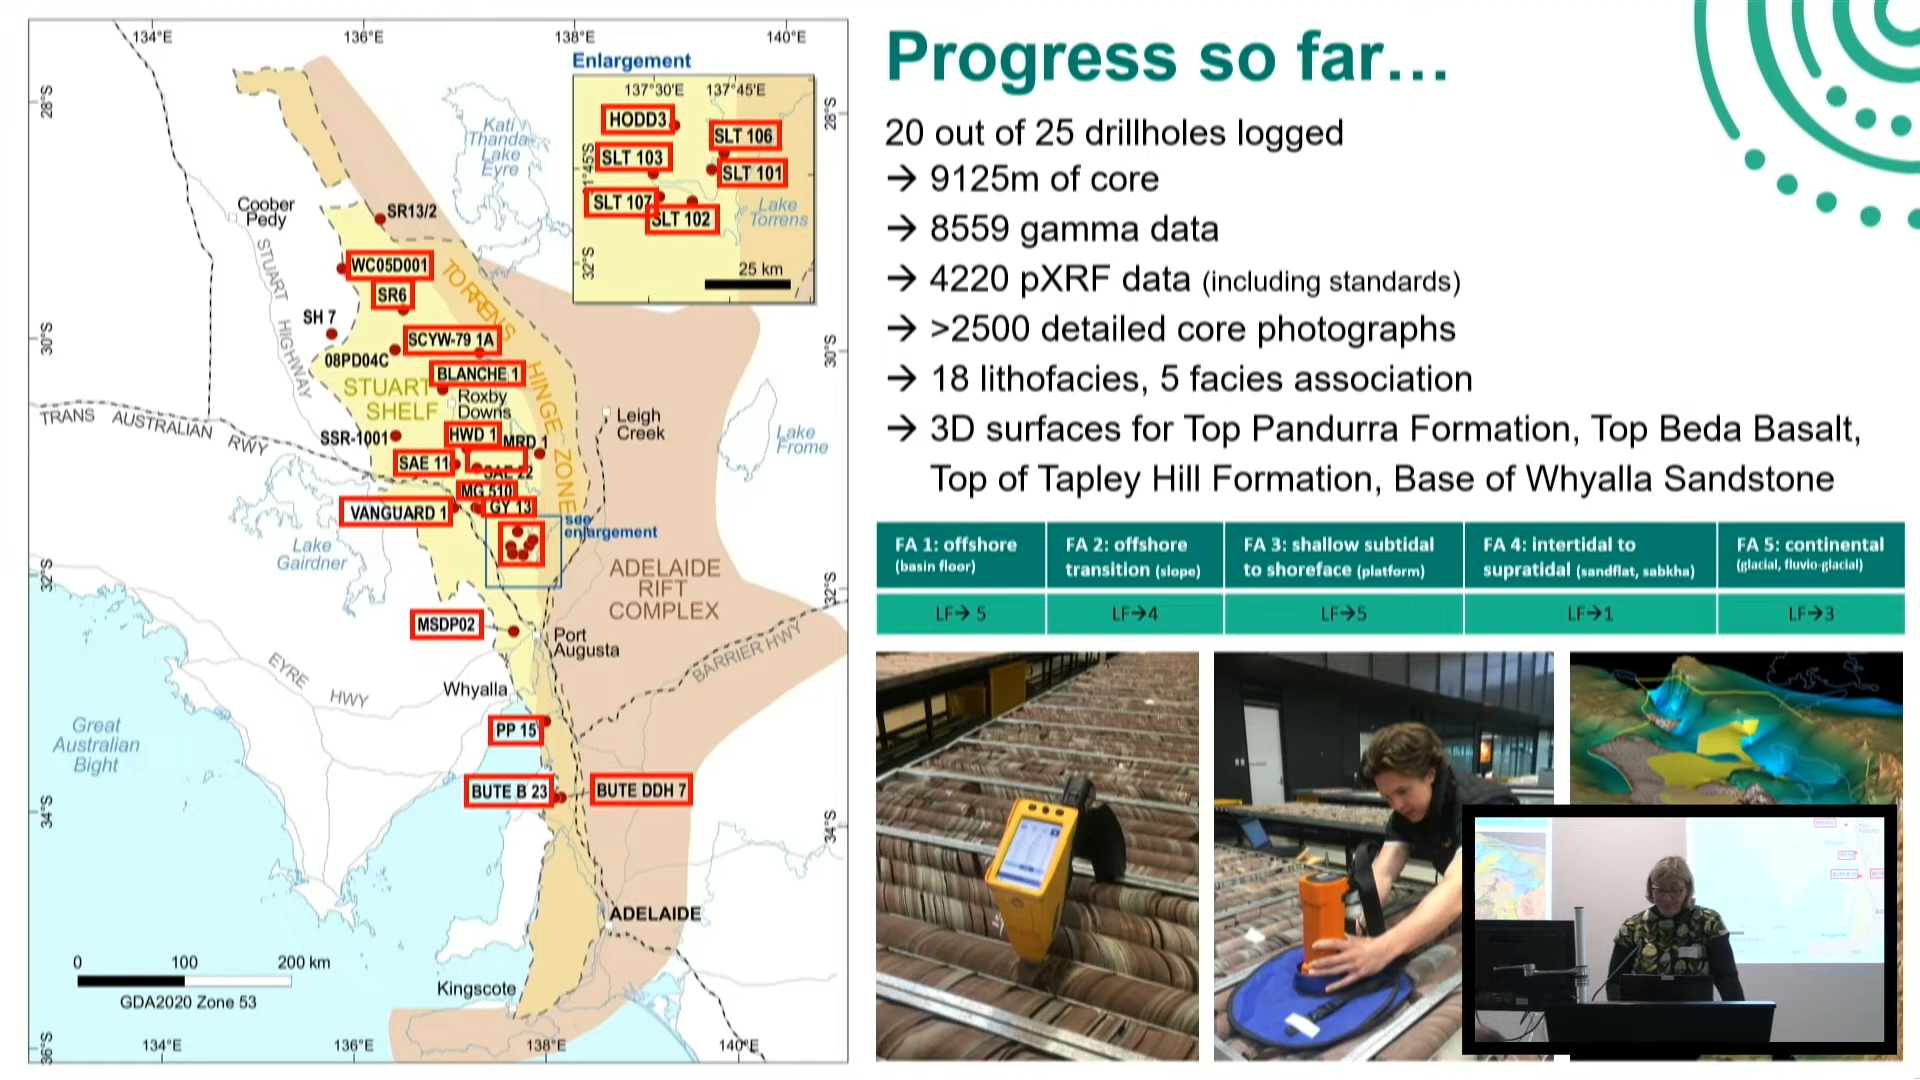 134°E
136°E
138°E
140°E
28°S
30°S
32°S
34°S
36°S
Enlargement
137°30'E
137°45'E
HODD3
SLT 106
SLT 103
SLT 101
SLT 107
SLT 102
Lake
Torrens
32°S
25 km
28°S
30°S
32°S
34°S
Kati
Thanda-
Lake
Eyre
Coober
Pedy
SR13/2
STUART HIGHWAY
WC05D001
SR6
SH 7
SCYW-79 1A
08PD04C
BLANCHE 1
TORRENS HINGE ZONE
STUART
SHELF
Roxby
Downs
TRANS AUSTRALIAN RWY
SSR-1001
HWD 1
MRD 1
SAE 11
SAE 22
Leigh
Creek
Lake
Frome
MG 510
VANGUARD 1
GY 13
see
enlargement
Lake
Gairdner
ADELAIDE
RIFT
COMPLEX
MSDP02
Port
Augusta
BARRIER HWY
EYRE HWY
Whyalla
Great
Australian
Bight
PP 15
BUTE B 23
BUTE DDH 7
ADELAIDE
0 100 200 km
GDA2020 Zone 53
Kingscote
134°E
136°E
138°E
140°E
Progress so far…
20 out of 25 drillholes logged
→ 9125m of core
→ 8559 gamma data
→ 4220 pXRF data (including standards)
→ >2500 detailed core photographs
→ 18 lithofacies, 5 facies association
→ 3D surfaces for Top Pandurra Formation, Top Beda Basalt,
Top of Tapley Hill Formation, Base of Whyalla Sandstone
FA 1: offshore
(basin floor)
FA 2: offshore
transition (slope)
FA 3: shallow subtidal
to shoreface (platform)
FA 4: intertidal to
supratidal (sandflat, sabkha)
FA 5: continental
(glacial, fluvio-glacial)
LF→ 5
LF→4
LF→5
LF→1
LF→3